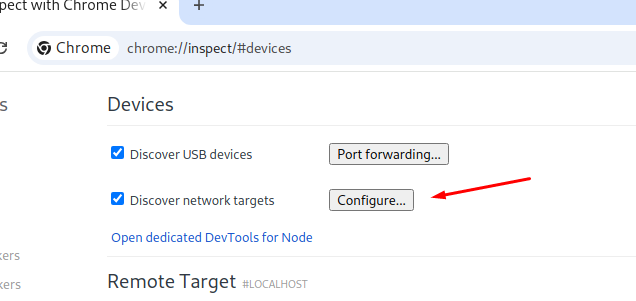 pect with Chrome Dev
Chrome chrome://inspect/#devices
s
Devices
Discover USB devices Port forwarding...
Discover network targets Configure...
Open dedicated DevTools for Node
kers
Remote Target #LOCALHOST
kers